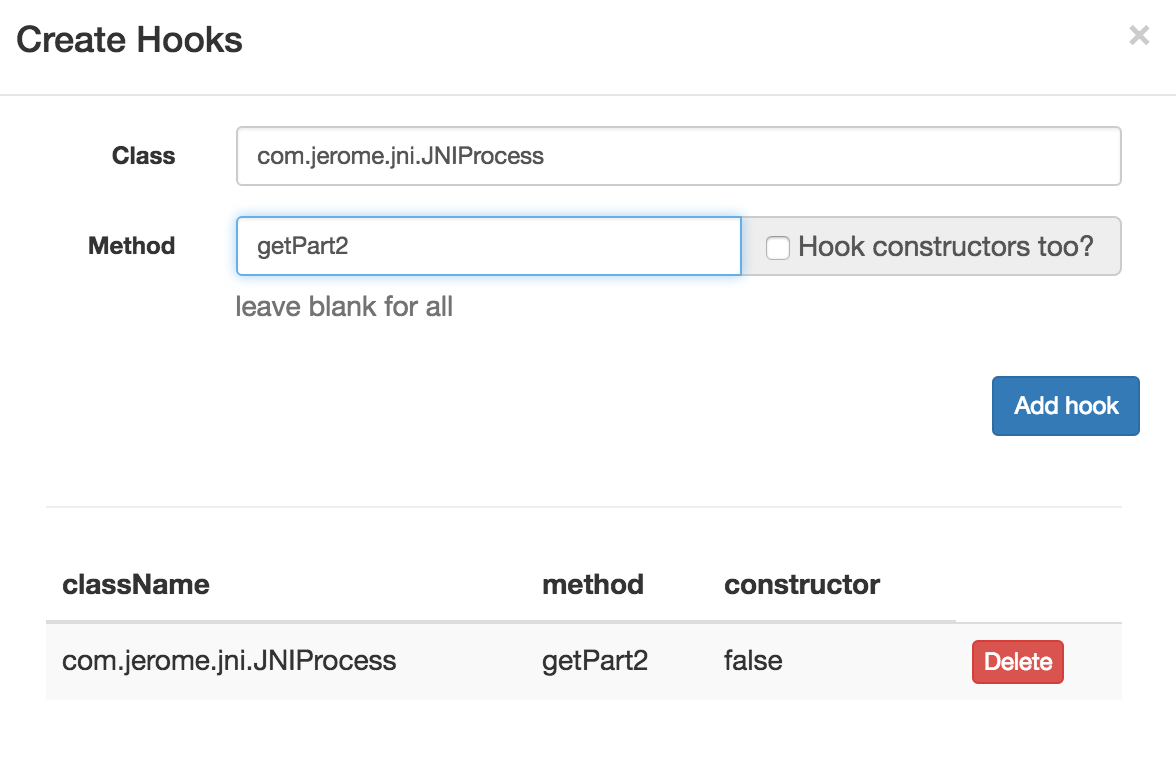 Create Hooks ×
Class com.jerome.jni.JNIProcess
Method getPart2 Hook constructors too?
leave blank for all
Add hook
className method constructor
com.jerome.jni.JNIProcess getPart2 false Delete